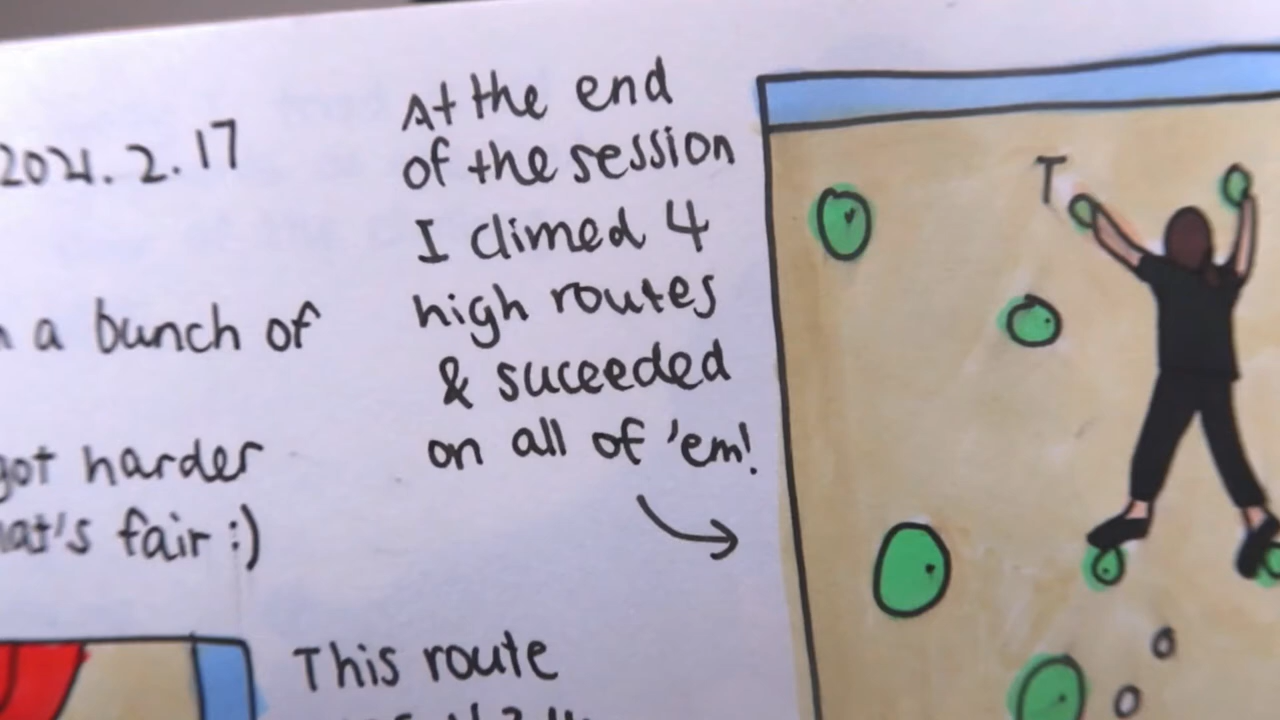 2021.2.17
a bunch of
got harder
fair :)
At the end
of the session
I climed 4
high routes
& suceeded
on all of 'em!
This route
T